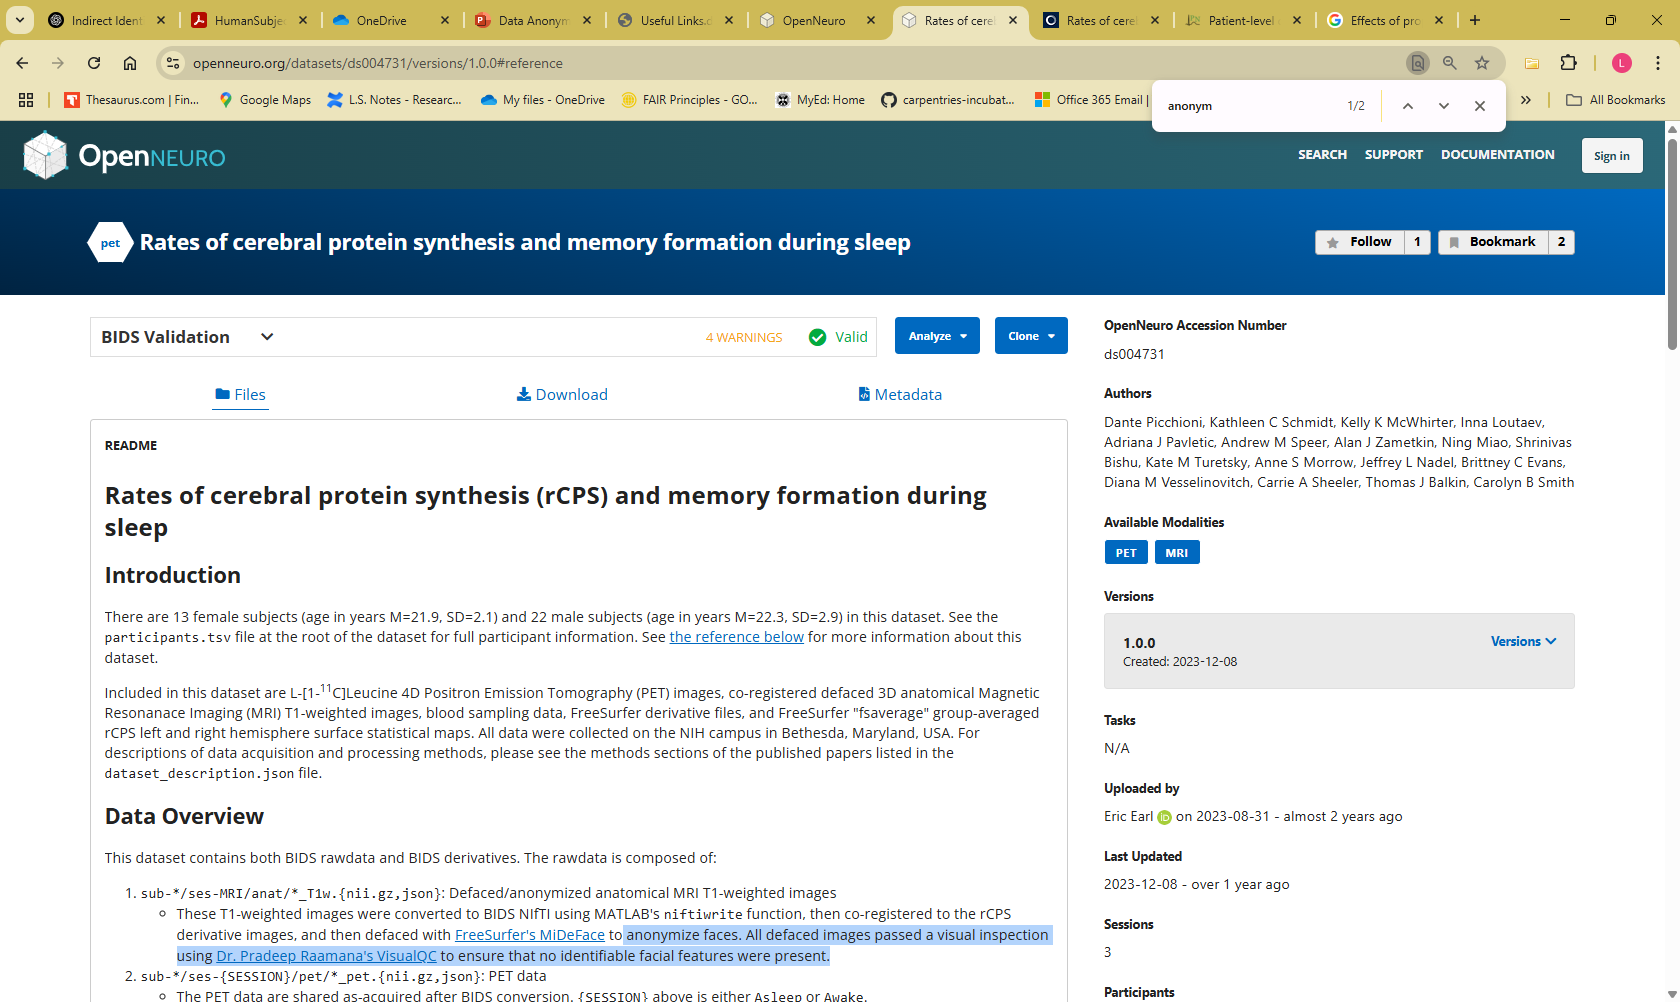 Indirect Identi
HumanSubje
OneDrive
Data Anonym
Useful Links.d
OpenNeuro
Rates of cereb
Rates of cereb
Patient-level
Effects of pro
openneuro.org/datasets/ds004731/versions/1.0.0#reference
L
Thesaurus.com | Fin...
Google Maps
L.S. Notes - Researc...
My files - OneDrive
FAIR Principles - GO...
MyEd: Home
carpentries-incubat...
Office 365 Email |
All Bookmarks
anonym
1/2
OpenNEURO
SEARCH
SUPPORT
DOCUMENTATION
Sign in
pet
Rates of cerebral protein synthesis and memory formation during sleep
Follow
1
Bookmark
2
BIDS Validation
4 WARNINGS
Valid
Analyze
Clone
Files
Download
Metadata
README
Rates of cerebral protein synthesis (rCPS) and memory formation during
sleep
Introduction
There are 13 female subjects (age in years M=21.9, SD=2.1) and 22 male subjects (age in years M=22.3, SD=2.9) in this dataset. See the
participants.tsv file at the root of the dataset for full participant information. See the reference below for more information about this
dataset.
Included in this dataset are L-[1-11C]Leucine 4D Positron Emission Tomography (PET) images, co-registered defaced 3D anatomical Magnetic
Resonanace Imaging (MRI) T1-weighted images, blood sampling data, FreeSurfer derivative files, and FreeSurfer "fsaverage" group-averaged
rCPS left and right hemisphere surface statistical maps. All data were collected on the NIH campus in Bethesda, Maryland, USA. For
descriptions of data acquisition and processing methods, please see the methods sections of the published papers listed in the
dataset_description.json file.
Data Overview
This dataset contains both BIDS rawdata and BIDS derivatives. The rawdata is composed of:
1. sub-*/ses-MRI/anat/*_T1w.{nii.gz,json}: Defaced/anonymized anatomical MRI T1-weighted images
These T1-weighted images were converted to BIDS NIfTI using MATLAB's niftiwrite function, then co-registered to the rCPS
derivative images, and then defaced with FreeSurfer's MiDeFace to anonymize faces. All defaced images passed a visual inspection
using Dr. Pradeep Raamana's VisualQC to ensure that no identifiable facial features were present.
2. sub-*/ses-{SESSION}/pet/*_pet.{nii.gz,json}: PET data
The PET data are shared as-acquired after BIDS conversion. {SESSION} above is either Asleep or Awake.
OpenNeuro Accession Number
ds004731
Authors
Dante Picchioni, Kathleen C Schmidt, Kelly K McWhirter, Inna Loutaev,
Adriana J Pavletic, Andrew M Speer, Alan J Zametkin, Ning Miao, Shrinivas
Bishu, Kate M Turetsky, Anne S Morrow, Jeffrey L Nadel, Brittney C Evans,
Diana M Vesselinovitch, Carrie A Sheeler, Thomas J Balkin, Carolyn B Smith
Available Modalities
PET
MRI
Versions
1.0.0
Versions
Created: 2023-12-08
Tasks
N/A
Uploaded by
Eric Earl iD on 2023-08-31 - almost 2 years ago
Last Updated
2023-12-08 - over 1 year ago
Sessions
3
Participants